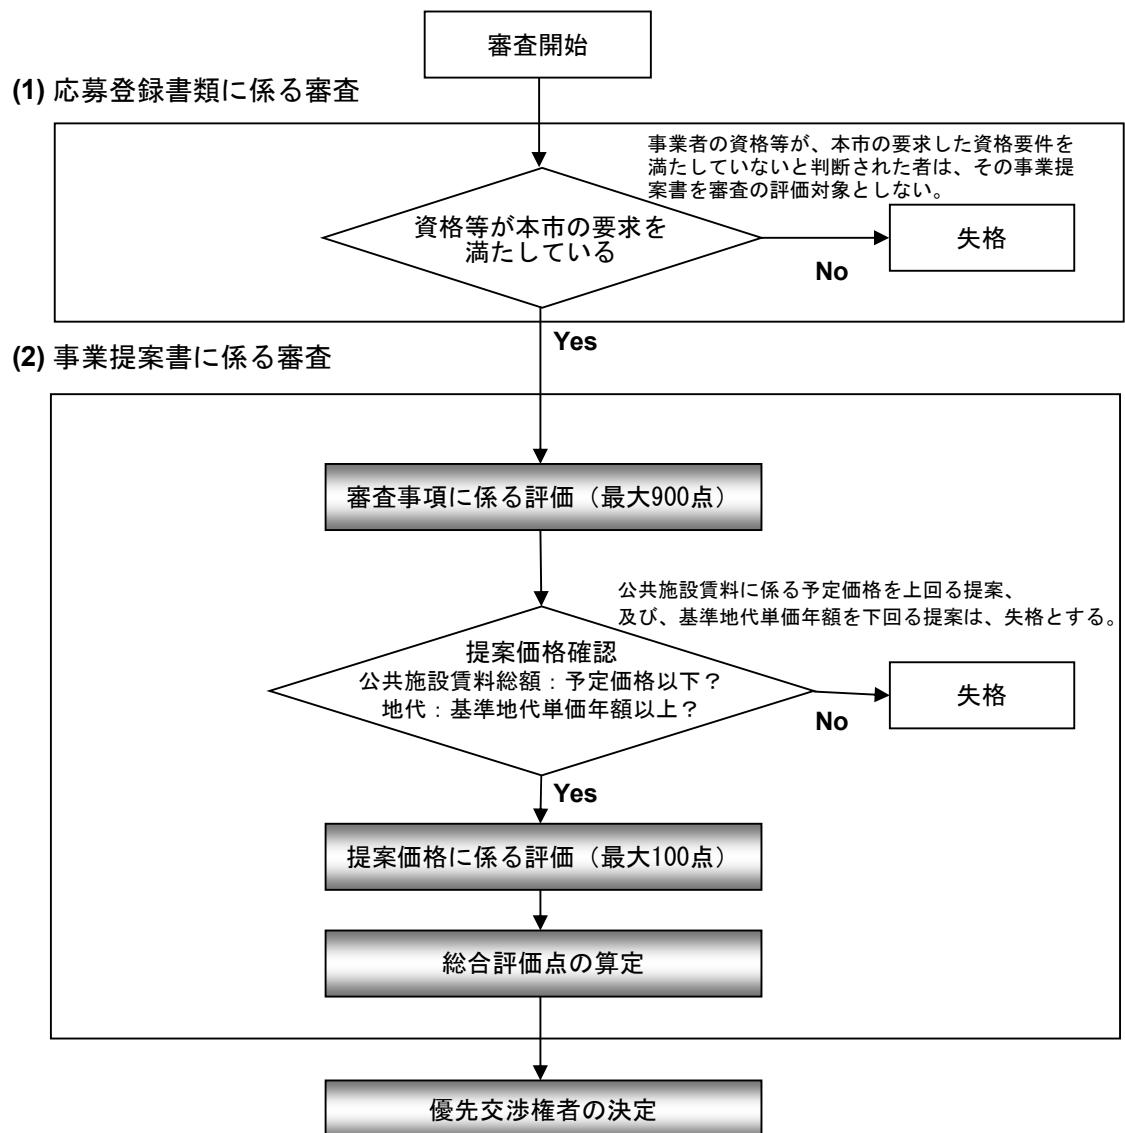 審査開始
(1) 応募登録書類に係る審査
事業者の資格等が、本市の要求した資格要件を
満たしていないと判断された者は、その事業提
案書を審査の評価対象としない。
資格等が本市の要求を
満たしている
失格
No
Yes
(2) 事業提案書に係る審査
審査事項に係る評価（最大900点）
公共施設賃料に係る予定価格を上回る提案、
及び、基準地代単価年額を下回る提案は、失格とする。
提案価格確認
公共施設賃料総額：予定価格以下？
地代：基準地代単価年額以上？
失格
No
Yes
提案価格に係る評価（最大100点）
総合評価点の算定
優先交渉権者の決定